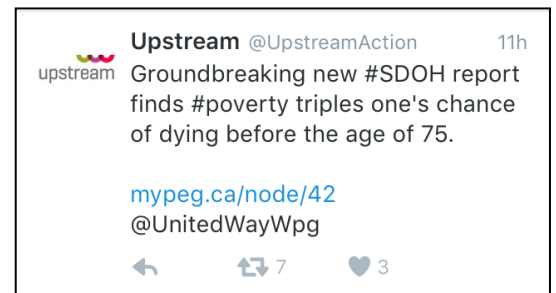 Upstream @UpstreamAction 11h
upstream
Groundbreaking new #SDOH report
finds #poverty triples one's chance
of dying before the age of 75.
mypeg.ca/node/42
@UnitedWayWpg
7 3